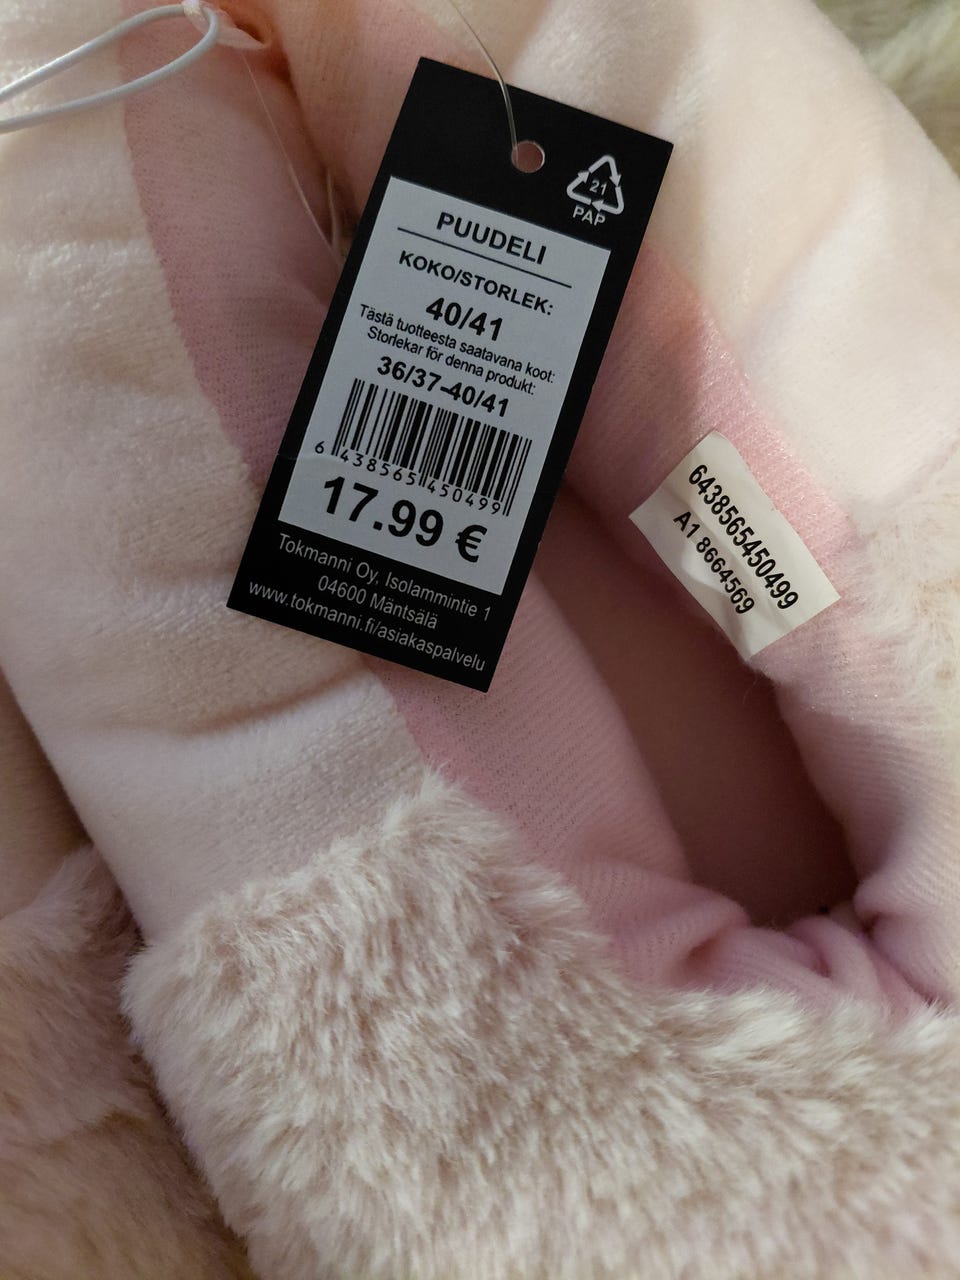 21
PAP
PUUDELI
KOKO/STORLEK:
40/41
Tästä tuotteesta saatavana koot:
Storlekar för denna produkt:
36/37-40/41
6 438565 450499
17.99 €
Tokmanni Oy, Isolammintie 1
04600 Mäntsälä
www.tokmanni.fi/asiakaspalvelu
6438565450499
A1 8664569